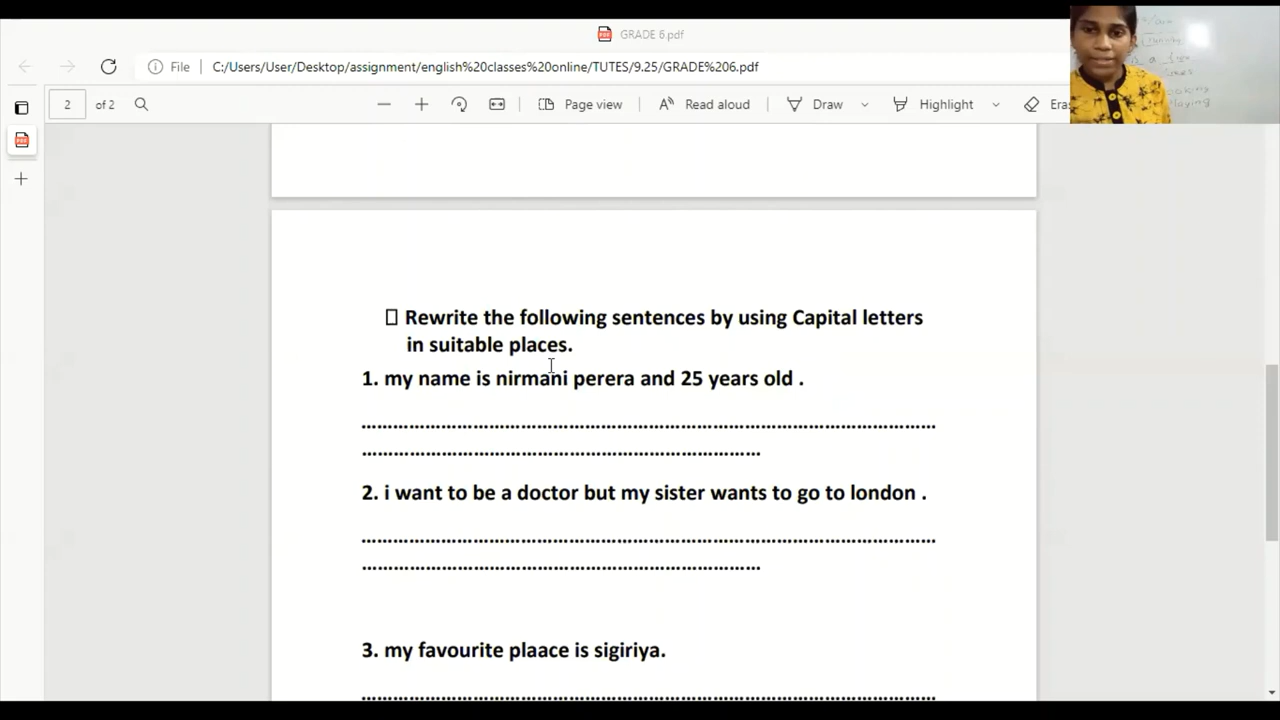 GRADE 6.pdf
File C:/Users/User/Desktop/assignment/english%20classes%20online/TUTES/9.25/GRADE%206.pdf
2 of 2 Page view Read aloud Draw Highlight
Rewrite the following sentences by using Capital letters
in suitable places.
1. my name is nirmani perera and 25 years old .
................................................................................
................................................................
2. i want to be a doctor but my sister wants to go to london .
................................................................................
................................................................
3. my favourite plaace is sigiriya.
................................................................................